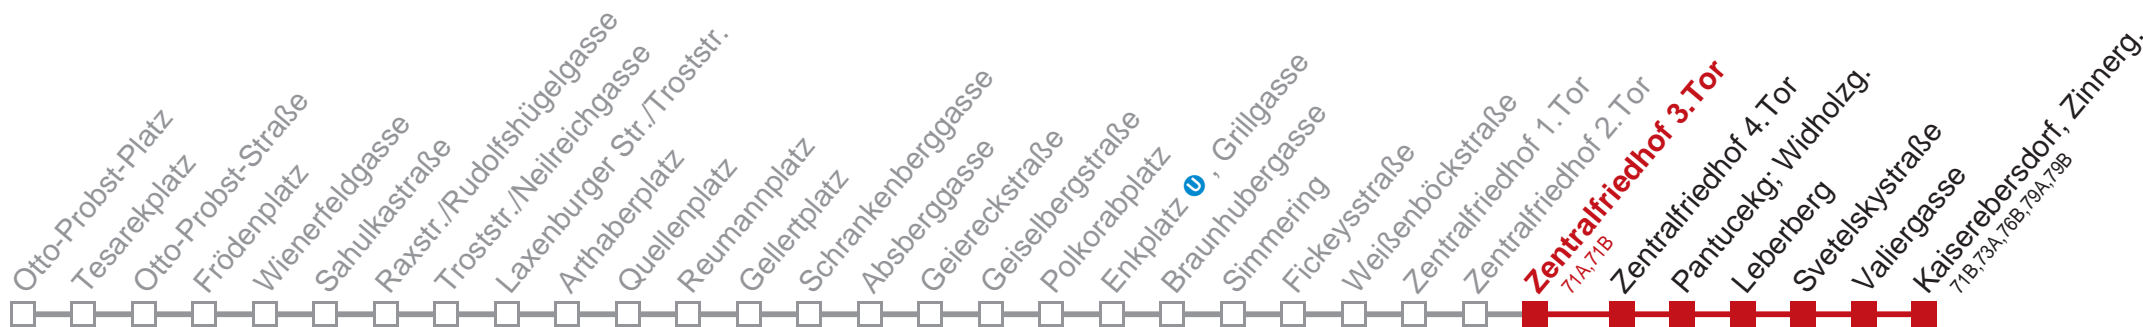 Otto-Probst-Platz
Tesarekplatz
Otto-Probst-Straße
Frödenplatz
Wienerfeldgasse
Sahulkastraße
Raxstr./Rudolfshügelgasse
Troststr./Neilreichgasse
Laxenburger Str./Troststr.
Arthaberplatz
Quellenplatz
Reumannplatz
Gellertplatz
Schrankenberggasse
Absberggasse
Geiereckstraße
Geiselbergstraße
Polkorabplatz
Enkplatz U , Grillgasse
Braunhubergasse
Simmering
Fickeysstraße
Weißenböckstraße
Zentralfriedhof 1.Tor
Zentralfriedhof 2.Tor
Zentralfriedhof 3.Tor
71A,71B
Zentralfriedhof 4.Tor
Pantucekg; Widholzg.
Leberberg
Svetelskystraße
Valiergasse
Kaiserebersdorf, Zinnerg.
71B,73A,76B,79A,79B